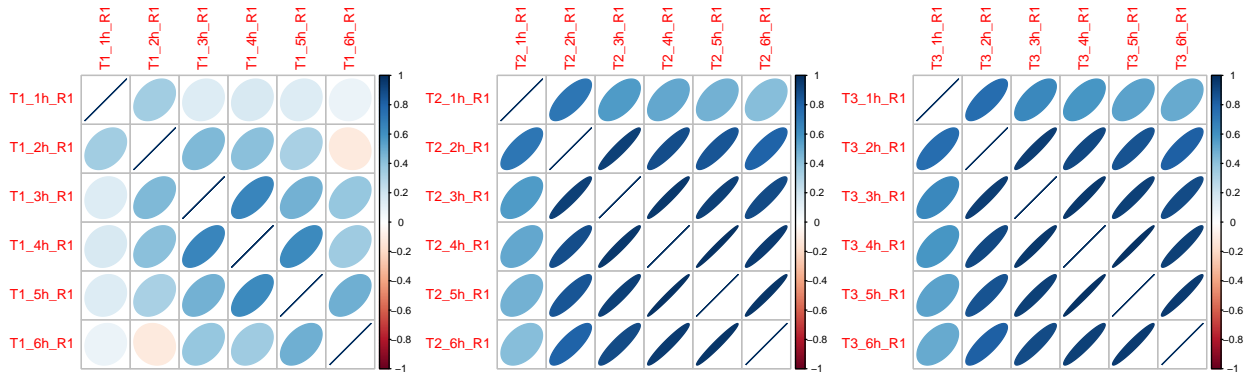 T1_1h_R1
T1_2h_R1
T1_3h_R1
T1_4h_R1
T1_5h_R1
T1_6h_R1
T1_1h_R1
T1_2h_R1
T1_3h_R1
T1_4h_R1
T1_5h_R1
T1_6h_R1
1
0.8
0.6
0.4
0.2
0
−0.2
−0.4
−0.6
−0.8
−1
T2_1h_R1
T2_2h_R1
T2_3h_R1
T2_4h_R1
T2_5h_R1
T2_6h_R1
T2_1h_R1
T2_2h_R1
T2_3h_R1
T2_4h_R1
T2_5h_R1
T2_6h_R1
1
0.8
0.6
0.4
0.2
0
−0.2
−0.4
−0.6
−0.8
−1
T3_1h_R1
T3_2h_R1
T3_3h_R1
T3_4h_R1
T3_5h_R1
T3_6h_R1
T3_1h_R1
T3_2h_R1
T3_3h_R1
T3_4h_R1
T3_5h_R1
T3_6h_R1
1
0.8
0.6
0.4
0.2
0
−0.2
−0.4
−0.6
−0.8
−1